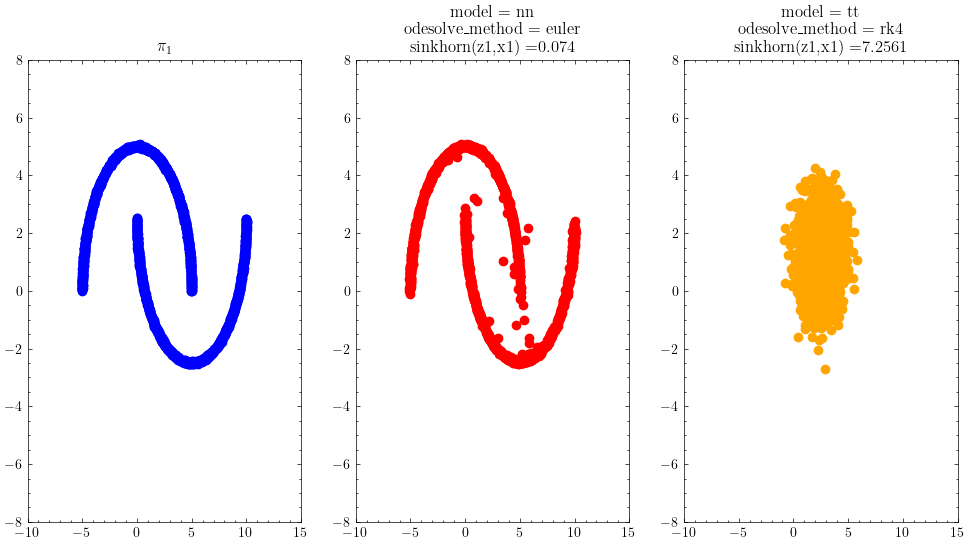 π₁
model = nn
odesolve_method = euler
sinkhorn(z1,x1) =0.074
model = tt
odesolve_method = rk4
sinkhorn(z1,x1) =7.2561
8
6
4
2
0
−2
−4
−6
−8
−10 −5 0 5 10 15
8
6
4
2
0
−2
−4
−6
−8
−10 −5 0 5 10 15
8
6
4
2
0
−2
−4
−6
−8
−10 −5 0 5 10 15